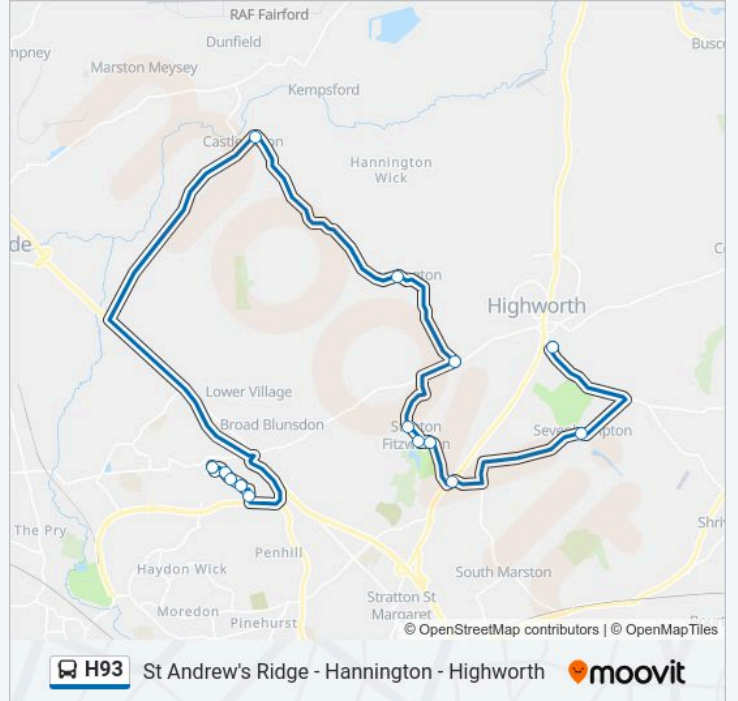 RAF Fairford
Dunfield
Busc
mpney
Marston Meysey
Kempsford
Hannington
Wick
de
Highworth
Lower Village
Broad Blunsdon
The Pry
Penhill
Haydon Wick
South Marston
Shri
Moredon
Pinehurst
Stratton St
Margaret
© OpenStreetMap contributors | © OpenMapTiles
H93 St Andrew's Ridge - Hannington - Highworth
moovit